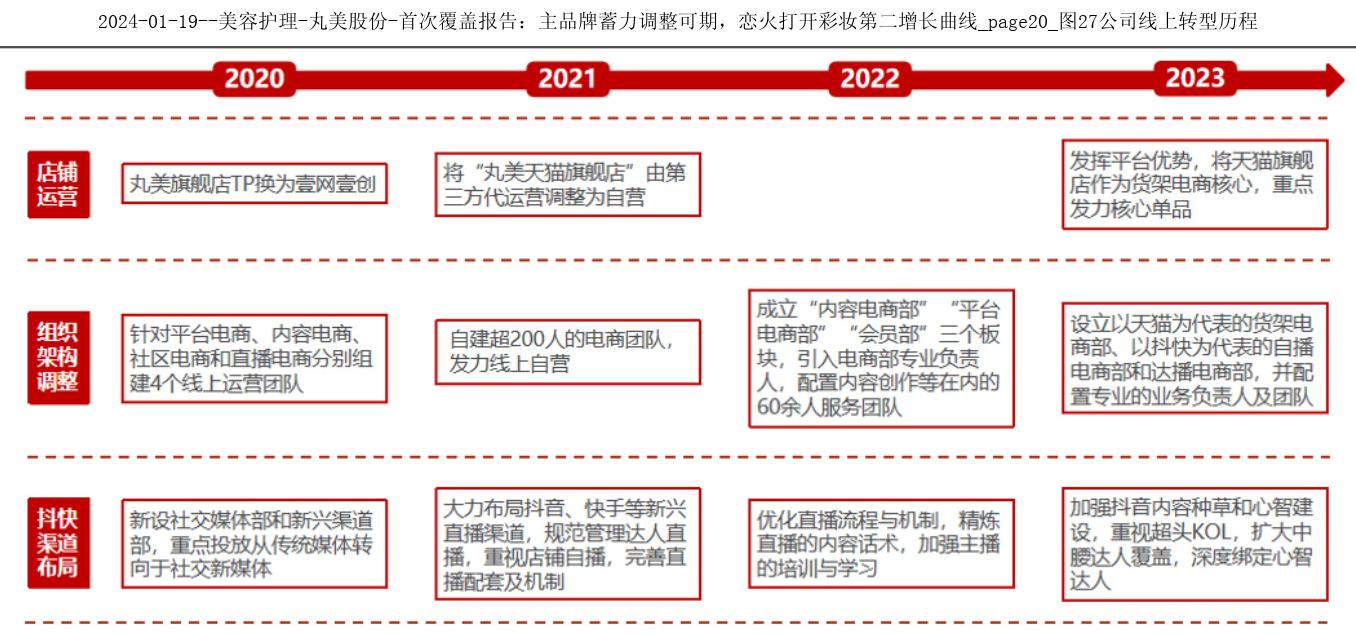 2024-01-19--美容护理-丸美股份-首次覆盖报告：主品牌蓄力调整可期，恋火打开彩妆第二增长曲线_page20_图27公司线上转型历程
2020
2021
2022
2023
店铺
运营
丸美旗舰店TP换为壹网壹创
将“丸美天猫旗舰店”由第
三方代运营调整为自营
发挥平台优势，将天猫旗舰
店作为货架电商核心，重点
发力核心单品
组织
架构
调整
针对平台电商、内容电商、
社区电商和直播电商分别组
建4个线上运营团队
自建超200人的电商团队，
发力线上自营
成立“内容电商部”“平台
电商部”“会员部”三个板
块，引入电商部专业负责
人，配置内容创作等在内的
60余人服务团队
设立以天猫为代表的货架电
商部、以抖快为代表的自播
电商部和达播电商部，并配
置专业的业务负责人及团队
抖快
渠道
布局
新设社交媒体部和新兴渠道
部，重点投放从传统媒体转
向于社交新媒体
大力布局抖音、快手等新兴
直播渠道，规范管理达人直
播，重视店铺自播，完善直
播配套及机制
优化直播流程与机制，精炼
直播的内容话术，加强主播
的培训与学习
加强抖音内容种草和心智建
设，重视超头KOL，扩大中
腰达人覆盖，深度绑定心智
达人